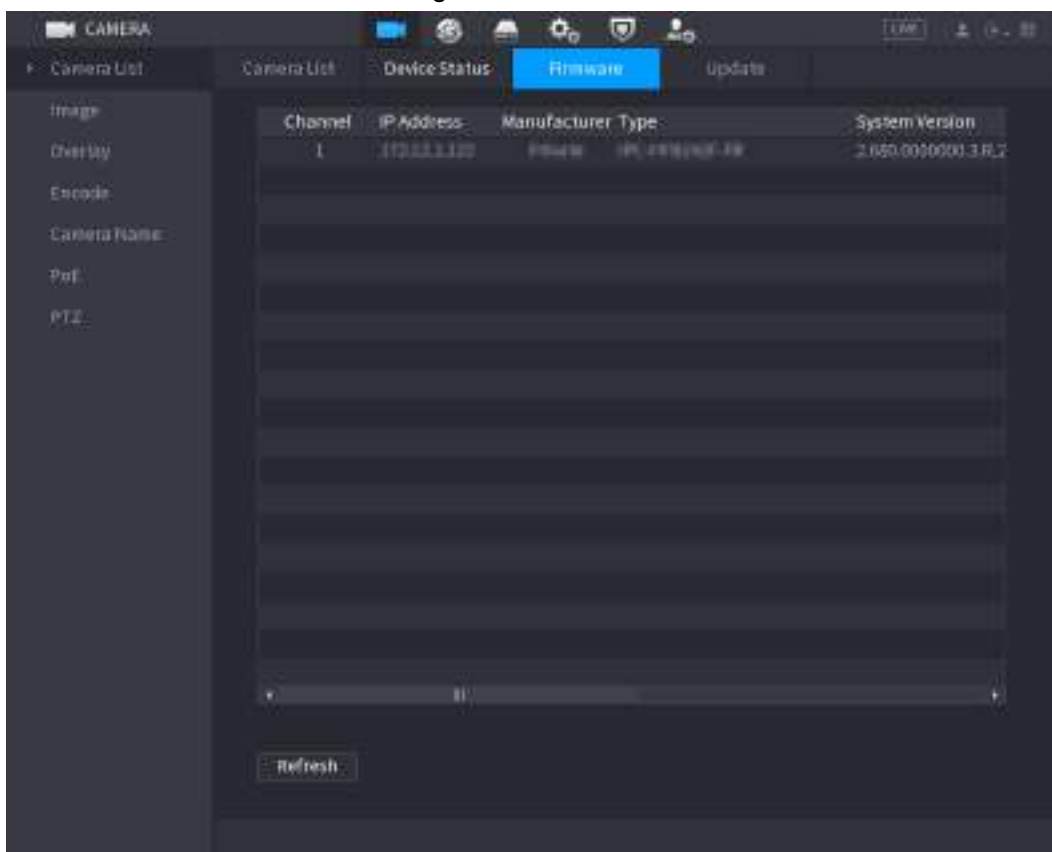 CAMERA
LIVE
Camera List
Camera List Device Status Firmware Update
Image
Overlay
Encode
Camera Name
PoE
PTZ
Channel IP Address Manufacturer Type System Version
1 2.680.0000000.3.R,2
Refresh